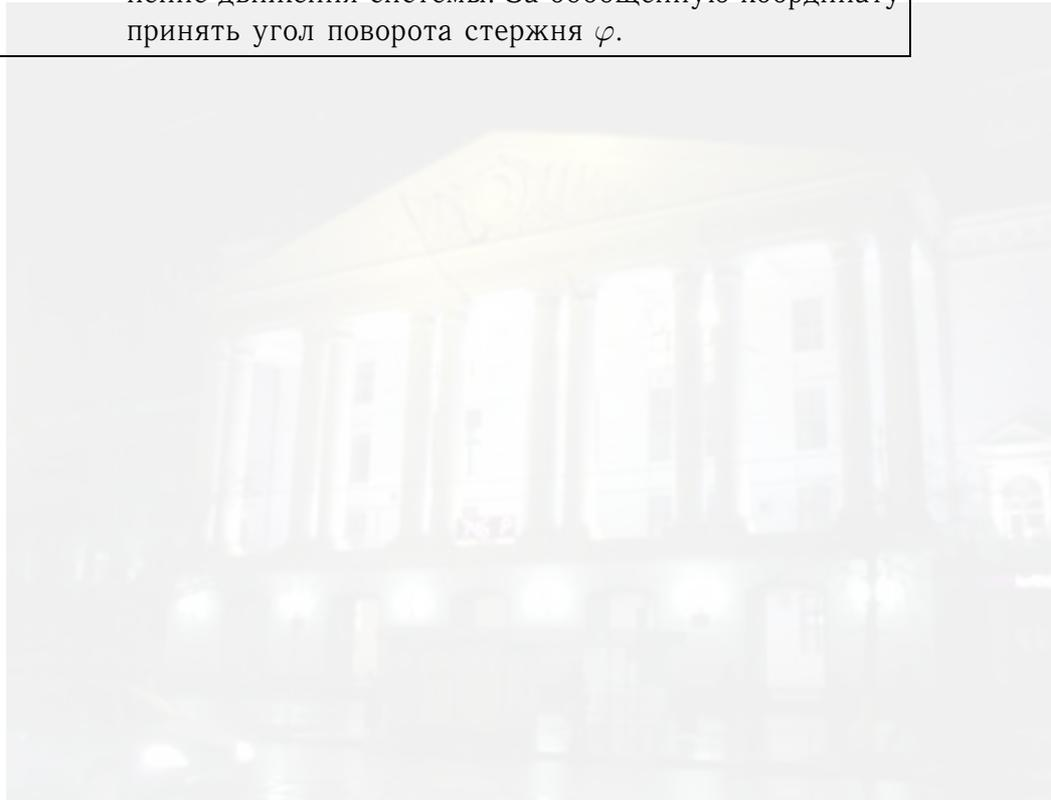 нение движения системы. За обобщенную координату
принять угол поворота стержня φ.